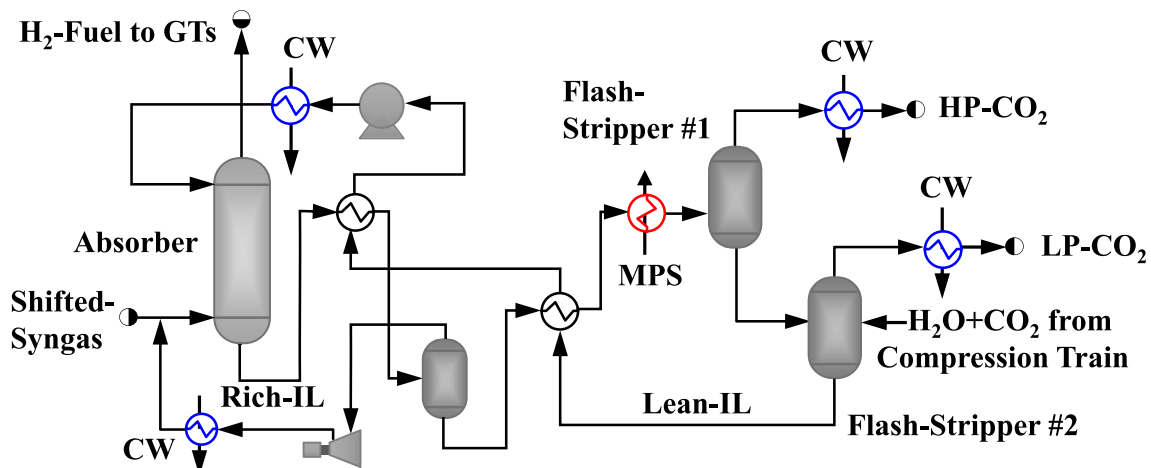 H₂-Fuel to GTs
CW
Flash-
Stripper #1
CW
HP-CO₂
CW
Absorber
MPS
LP-CO₂
Shifted-
Syngas
H₂O+CO₂ from
Compression Train
Rich-IL
Lean-IL
CW
Flash-Stripper #2